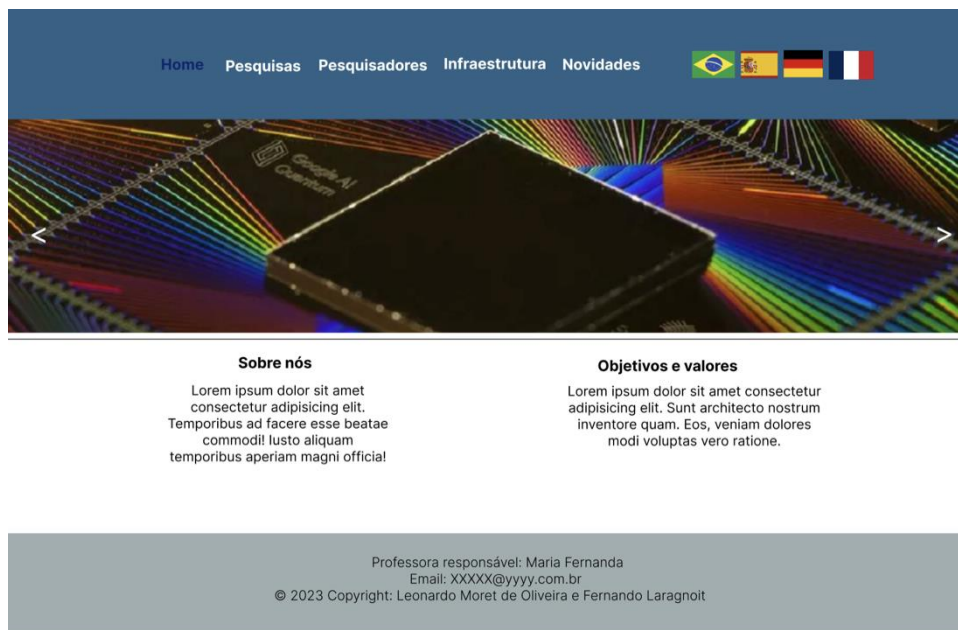 Home Pesquisas Pesquisadores Infraestrutura Novidades
Google AI
Quantum
< >
Sobre nós
Lorem ipsum dolor sit amet
consectetur adipisicing elit.
Temporibus ad facere esse beatae
commodi! Iusto aliquam
temporibus aperiam magni officia!
Objetivos e valores
Lorem ipsum dolor sit amet consectetur
adipisicing elit. Sunt architecto nostrum
inventore quam. Eos, veniam dolores
modi voluptas vero ratione.
Professora responsável: Maria Fernanda
Email: XXXXX@yyyy.com.br
© 2023 Copyright: Leonardo Moret de Oliveira e Fernando Laragnoit